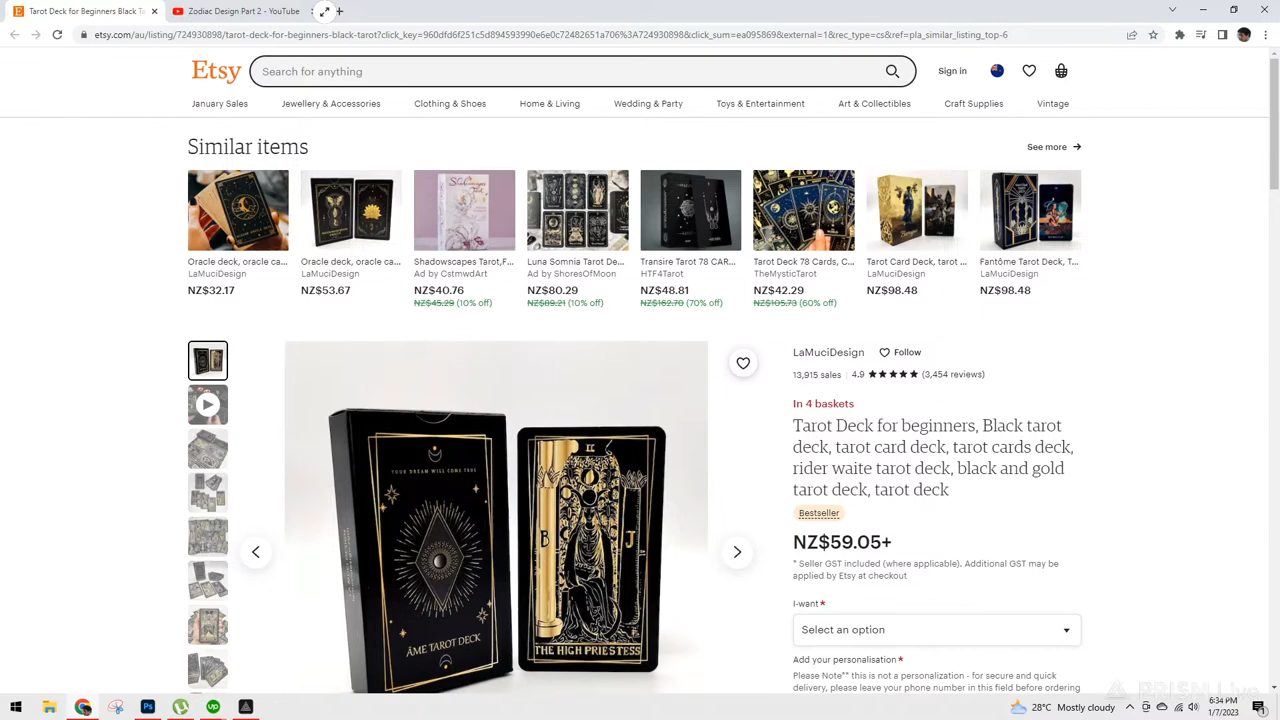 Tarot Deck for Beginners Black T
Zodiac Design Part 2 - YouTube
etsy.com/au/listing/724930898/tarot-deck-for-beginners-black-tarot?click_key=960dfd6f251c5d894593990e6e0c72482651a706%3A724930898&click_sum=ea095869&external=1&rec_type=cs&ref=pla_similar_listing_top-6
Etsy
Search for anything
Sign in
January Sales
Jewellery & Accessories
Clothing & Shoes
Home & Living
Wedding & Party
Toys & Entertainment
Art & Collectibles
Craft Supplies
Vintage
Similar items
See more
Oracle deck, oracle ca...
LaMuciDesign
NZ$32.17
Oracle deck, oracle ca...
LaMuciDesign
NZ$53.67
Shadowscapes Tarot,F...
Ad by CstmwdArt
NZ$40.76
NZ$45.29 (10% off)
Luna Somnia Tarot De...
Ad by ShoresOfMoon
NZ$80.29
NZ$89.21 (10% off)
Transire Tarot 78 CAR...
HTF4Tarot
NZ$48.81
NZ$162.70 (70% off)
Tarot Deck 78 Cards, C...
TheMysticTarot
NZ$42.29
NZ$105.73 (60% off)
Tarot Card Deck, tarot ...
LaMuciDesign
NZ$98.48
Fantôme Tarot Deck, T...
LaMuciDesign
NZ$98.48
YOUR DREAM WILL COME TRUE
ÂME TAROT DECK
II
B
J
THE HIGH PRIESTESS
LaMuciDesign
Follow
13,915 sales
4.9
(3,454 reviews)
In 4 baskets
Tarot Deck for beginners, Black tarot
deck, tarot card deck, tarot cards deck,
rider waite tarot deck, black and gold
tarot deck, tarot deck
Bestseller
NZ$59.05+
* Seller GST included (where applicable). Additional GST may be
applied by Etsy at checkout
I-want *
Select an option
Add your personalisation *
Please Note** this is not a personalization - for secure and quick
delivery, please leave your phone number in this field before ordering
PRISM Live
28°C Mostly cloudy
6:34 PM
1/7/2023